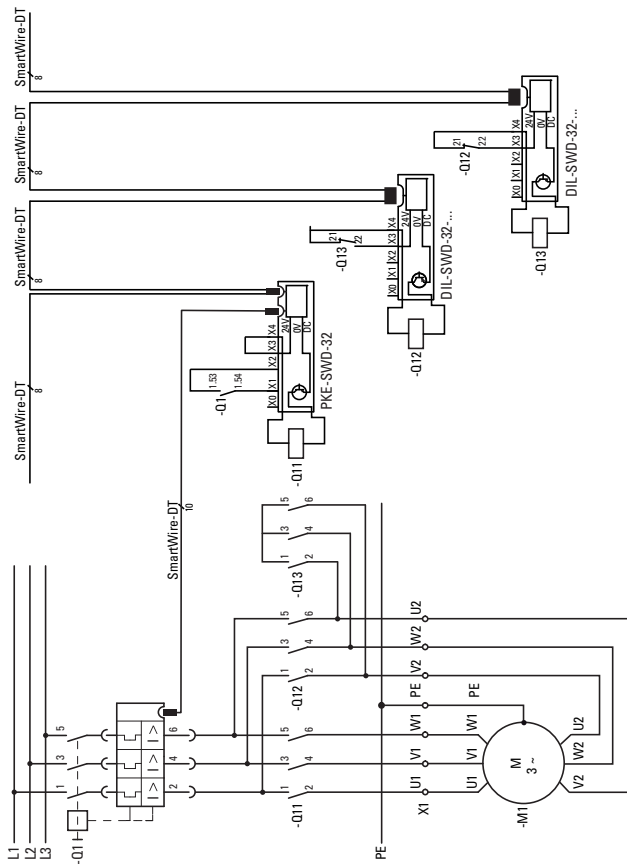 SmartWire-DT
8
SmartWire-DT
8
SmartWire-DT
8
SmartWire-DT
8
SmartWire-DT
10
-Q12
21
22
X0
X1
X2
X3
X4
24V
0V
DC
DIL-SWD-32-...
-Q13
-Q13
21
22
X0
X1
X2
X3
X4
24V
0V
DC
DIL-SWD-32-...
-Q12
-Q1
1.53
1.54
X0
X1
X2
X3
X4
24V
0V
DC
PKE-SWD-32
-Q11
L1
L2
L3
-Q1
1
3
5
I>
I>
I>
2
4
6
-Q11
1
3
5
2
4
6
-Q12
1
3
5
2
4
6
-Q13
1
3
5
2
4
6
PE
X1
U1
V1
W1
PE
V2
W2
U2
U1
V1
W1
PE
M
3 ~
-M1
V2
W2
U2